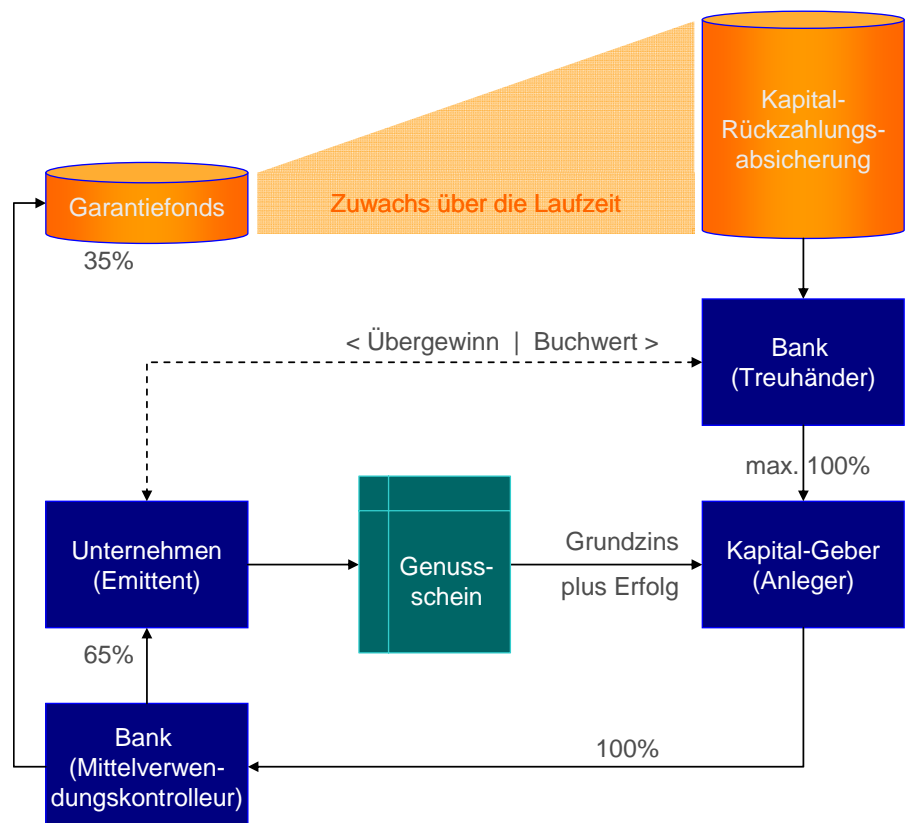 Kapital-
Rückzahlungs-
absicherung
Garantiefonds
Zuwachs über die Laufzeit
35%
< Übergewinn | Buchwert >
Bank
(Treuhänder)
max. 100%
Unternehmen
(Emittent)
Genuss-
schein
Grundzins
plus Erfolg
Kapital-Geber
(Anleger)
65%
Bank
(Mittelverwen-
dungskontrolleur)
100%